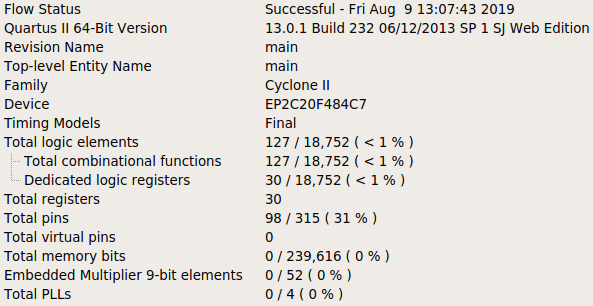 Flow Status Successful - Fri Aug 9 13:07:43 2019
Quartus II 64-Bit Version 13.0.1 Build 232 06/12/2013 SP 1 SJ Web Edition
Revision Name main
Top-level Entity Name main
Family Cyclone II
Device EP2C20F484C7
Timing Models Final
Total logic elements 127 / 18,752 ( < 1 % )
Total combinational functions 127 / 18,752 ( < 1 % )
Dedicated logic registers 30 / 18,752 ( < 1 % )
Total registers 30
Total pins 98 / 315 ( 31 % )
Total virtual pins 0
Total memory bits 0 / 239,616 ( 0 % )
Embedded Multiplier 9-bit elements 0 / 52 ( 0 % )
Total PLLs 0 / 4 ( 0 % )